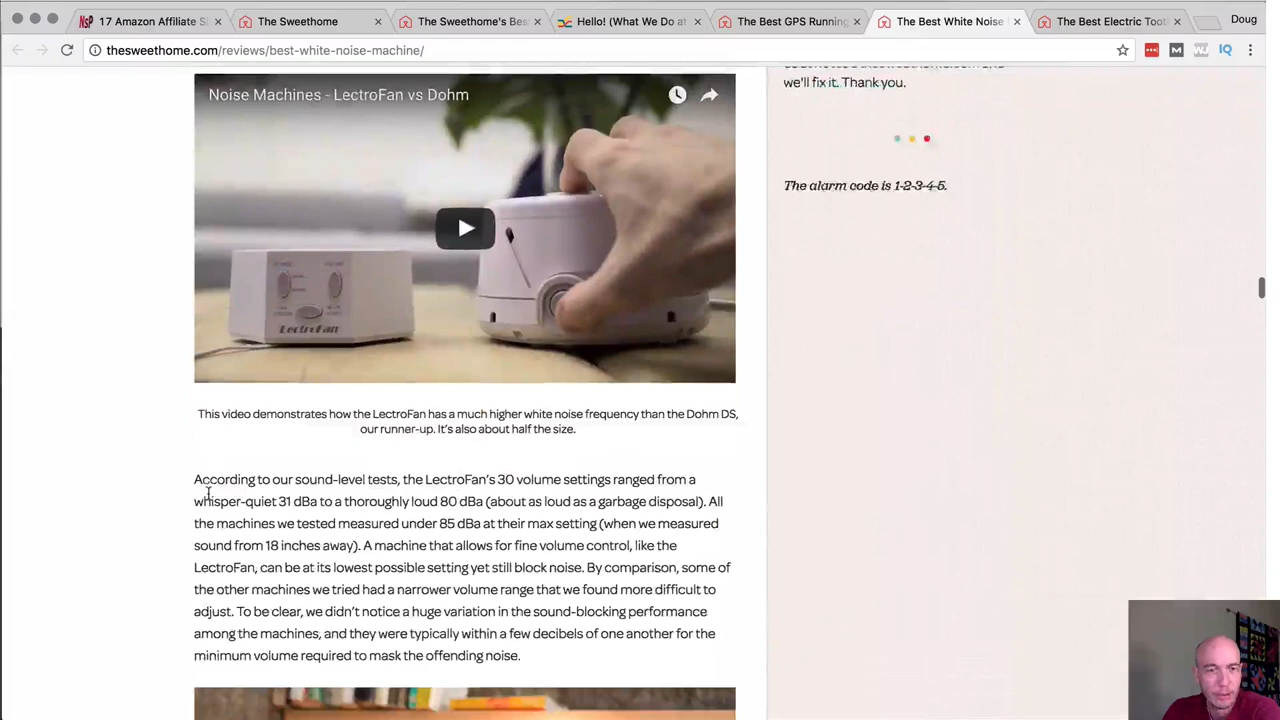 17 Amazon Affiliate Si
The Sweethome
The Sweethome's Bes
Hello! (What We Do at
The Best GPS Running
The Best White Noise
The Best Electric Toot
Doug
thesweethome.com/reviews/best-white-noise-machine/
we'll fix it. Thank you.
The alarm code is 1-2-3-4-5.
Noise Machines - LectroFan vs Dohm
LectroFan
This video demonstrates how the LectroFan has a much higher white noise frequency than the Dohm DS,
our runner-up. It's also about half the size.
According to our sound-level tests, the LectroFan's 30 volume settings ranged from a
whisper-quiet 31 dBa to a thoroughly loud 80 dBa (about as loud as a garbage disposal). All
the machines we tested measured under 85 dBa at their max setting (when we measured
sound from 18 inches away). A machine that allows for fine volume control, like the
LectroFan, can be at its lowest possible setting yet still block noise. By comparison, some of
the other machines we tried had a narrower volume range that we found more difficult to
adjust. To be clear, we didn't notice a huge variation in the sound-blocking performance
among the machines, and they were typically within a few decibels of one another for the
minimum volume required to mask the offending noise.